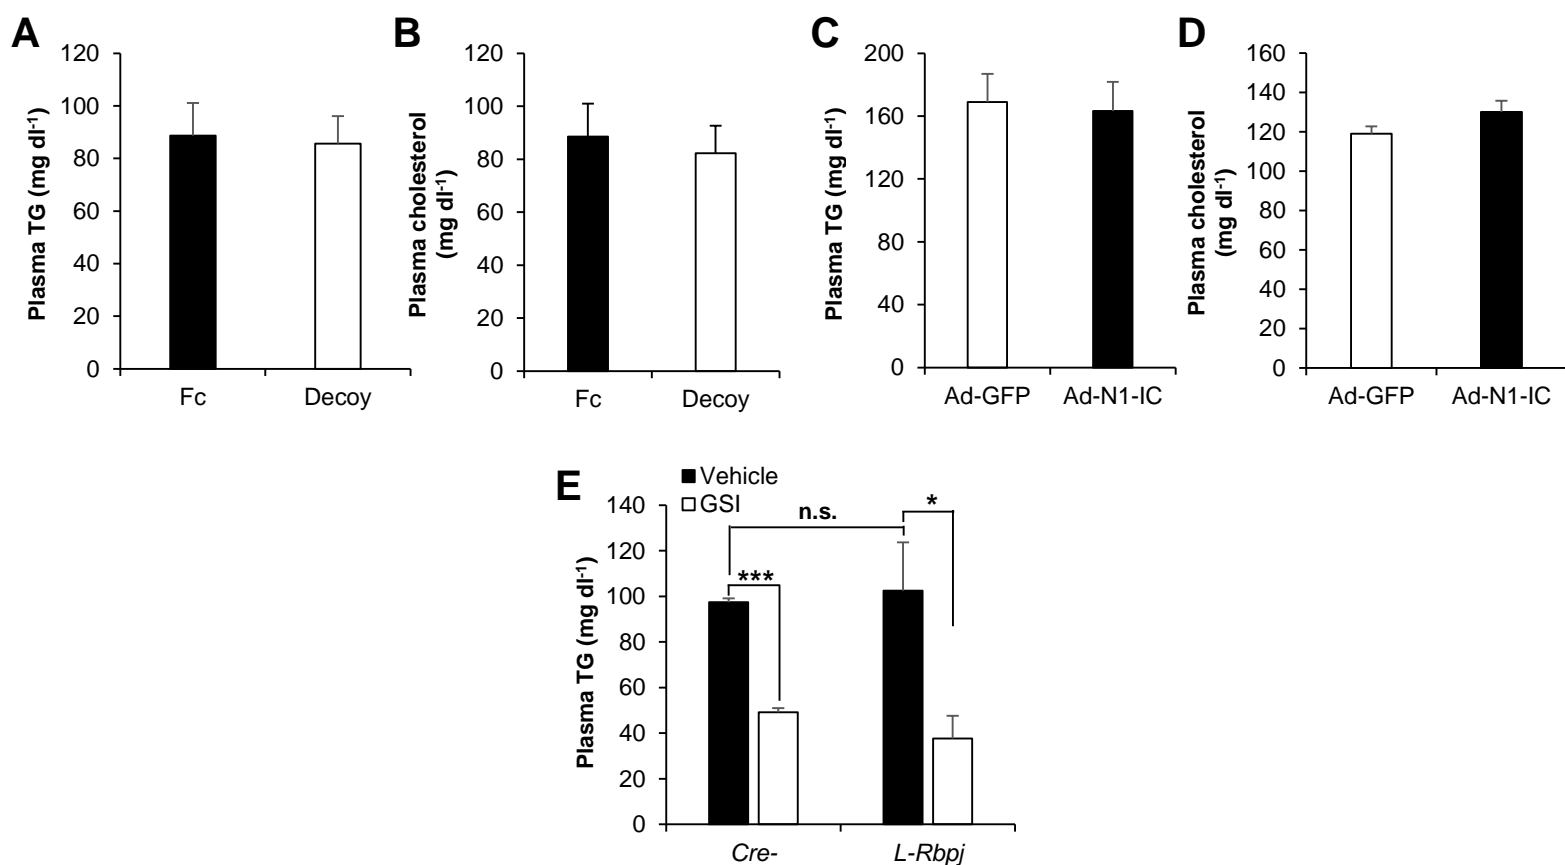 A
Plasma TG (mg dl-1)
120
100
80
60
40
20
0
Fc Decoy
B
Plasma cholesterol
(mg dl-1)
120
100
80
60
40
20
0
Fc Decoy
C
Plasma TG (mg dl-1)
200
160
120
80
40
0
Ad-GFP Ad-N1-IC
D
Plasma cholesterol
(mg dl-1)
160
140
120
100
80
60
40
20
0
Ad-GFP Ad-N1-IC
E
Vehicle
GSI
Plasma TG (mg dl-1)
140
120
100
80
60
40
20
0
n.s.
*
***
Cre- L-Rbpj